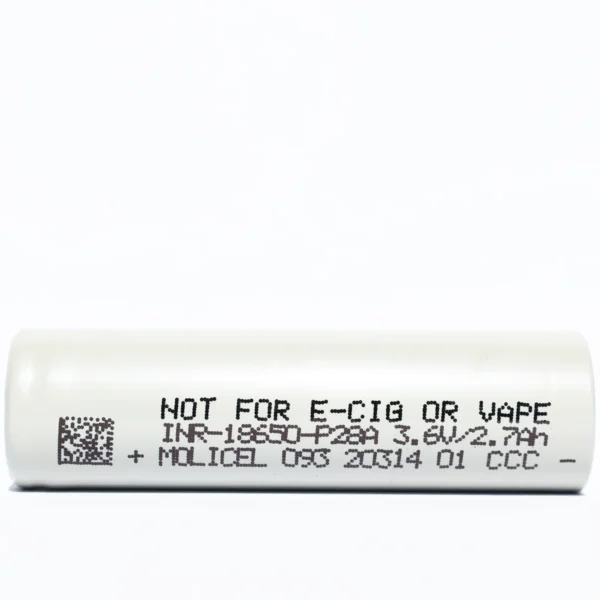 NOT FOR E-CIG OR VAPE
INR-18650-P28A 3.6V/2.7Ah
+ MOLICEL 093 20314 01 CCC -